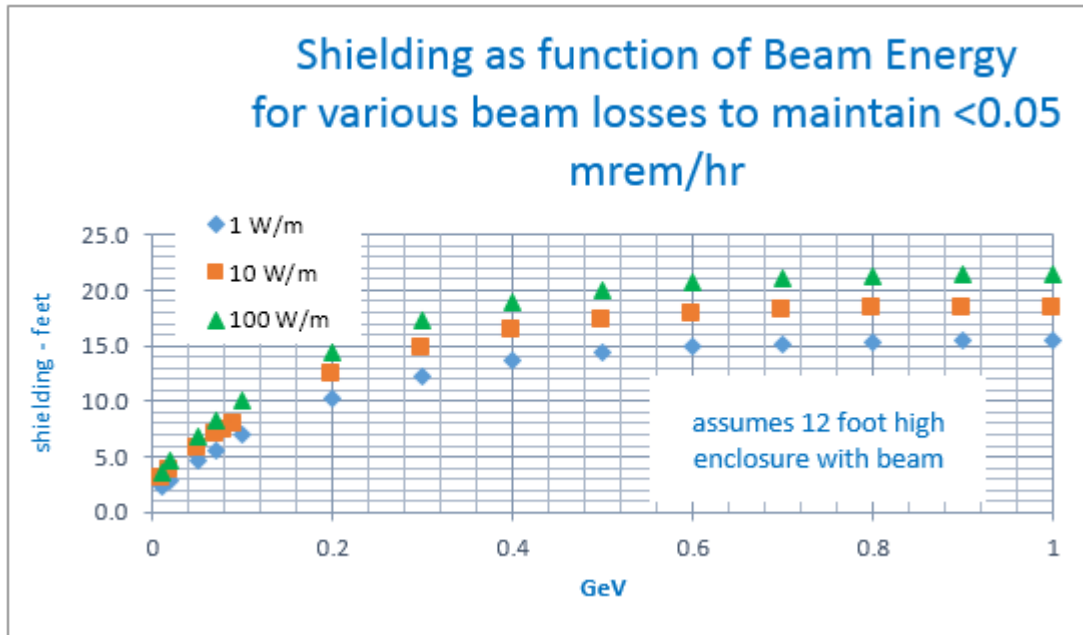 Shielding as function of Beam Energy
for various beam losses to maintain <0.05
mrem/hr
1 W/m
10 W/m
100 W/m
shielding - feet
25.0
20.0
15.0
10.0
5.0
0.0
assumes 12 foot high
enclosure with beam
0
0.2
0.4
0.6
0.8
1
GeV